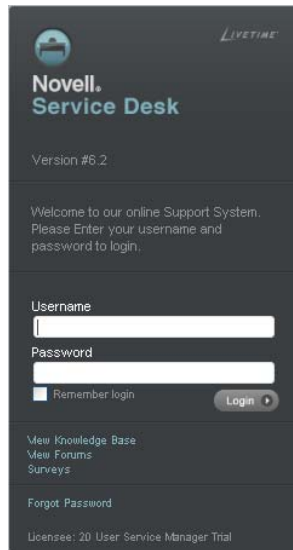 LIVETIME
Novell.
Service Desk
Version #6.2
Welcome to our online Support System.
Please Enter your username and
password to login.
Username
Password
Remember login
Login
View Knowledge Base
View Forums
Surveys
Forgot Password
Licensee: 20 User Service Manager Trial